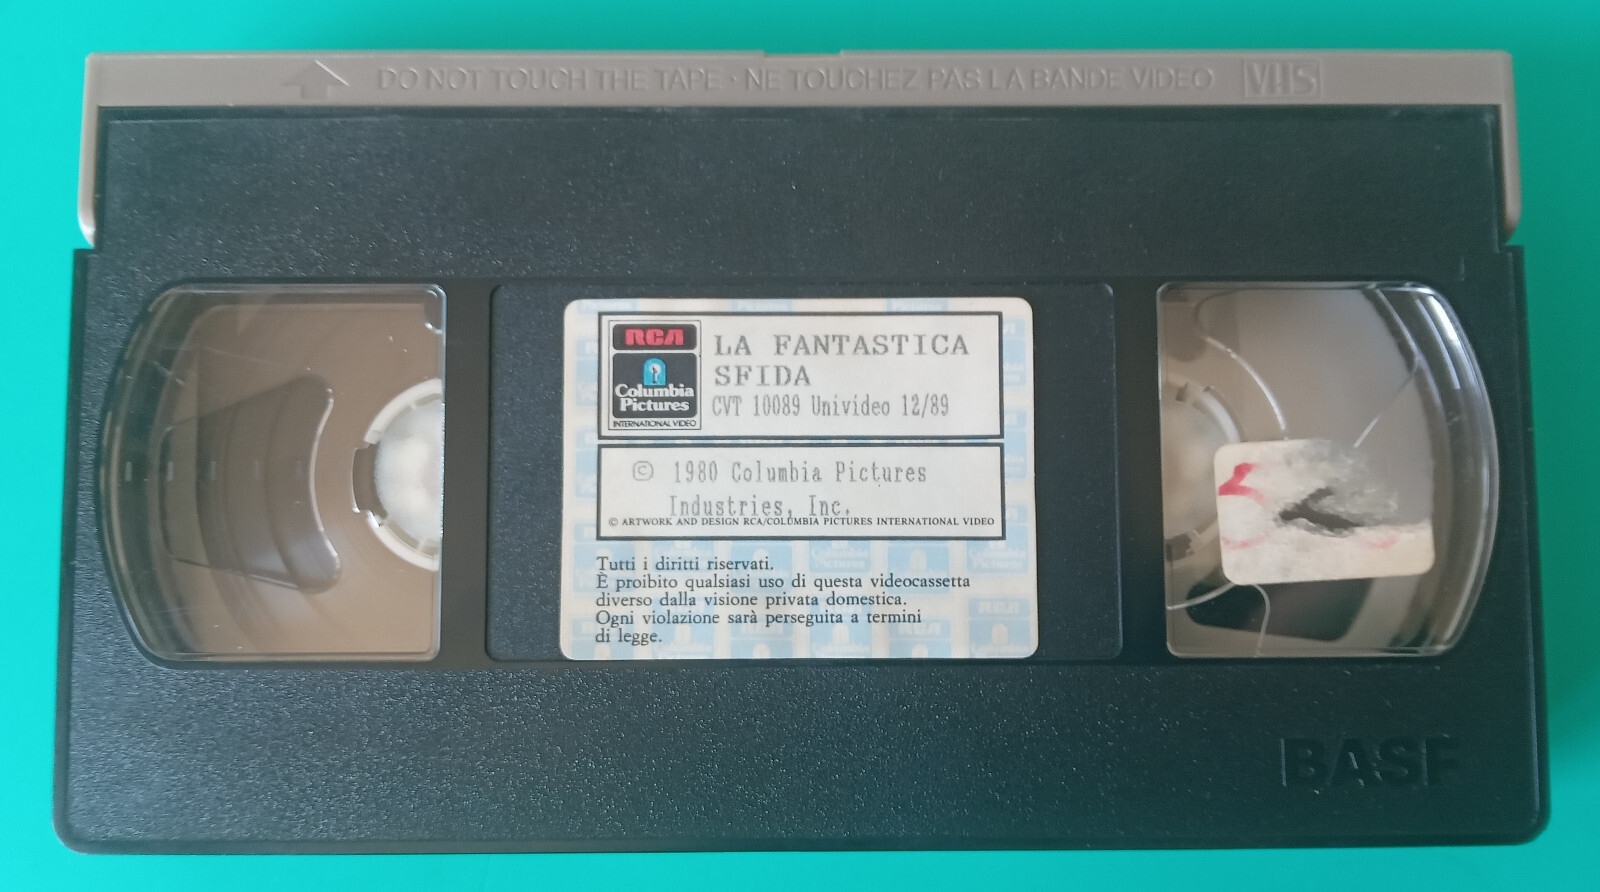 DO NOT TOUCH THE TAPE · NE TOUCHEZ PAS LA BANDE VIDEO VHS
RCA
Columbia
Pictures
INTERNATIONAL VIDEO
LA FANTASTICA
SFIDA
CVT 10089 Univideo 12/89
© 1980 Columbia Pictures
Industries, Inc.
© ARTWORK AND DESIGN RCA/COLUMBIA PICTURES INTERNATIONAL VIDEO
Tutti i diritti riservati.
È proibito qualsiasi uso di questa videocassetta
diverso dalla visione privata domestica.
Ogni violazione sarà perseguita a termini
di legge.
BASF